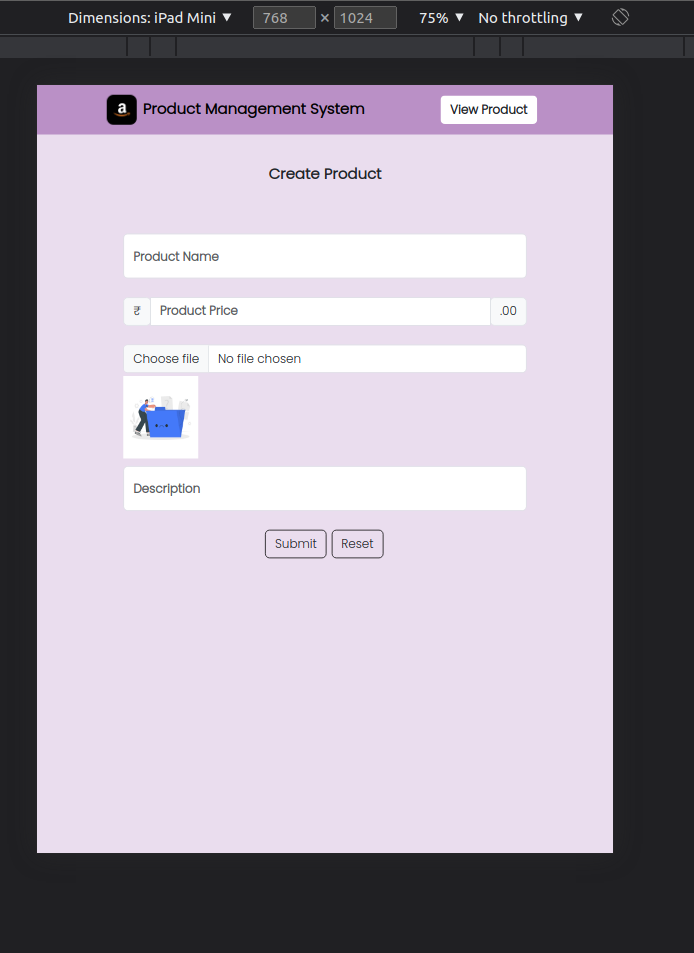 Dimensions: iPad Mini ▼ 768 × 1024 75% ▼ No throttling ▼
a Product Management System View Product
Create Product
Product Name
₹ Product Price .00
Choose file No file chosen
Description
Submit Reset